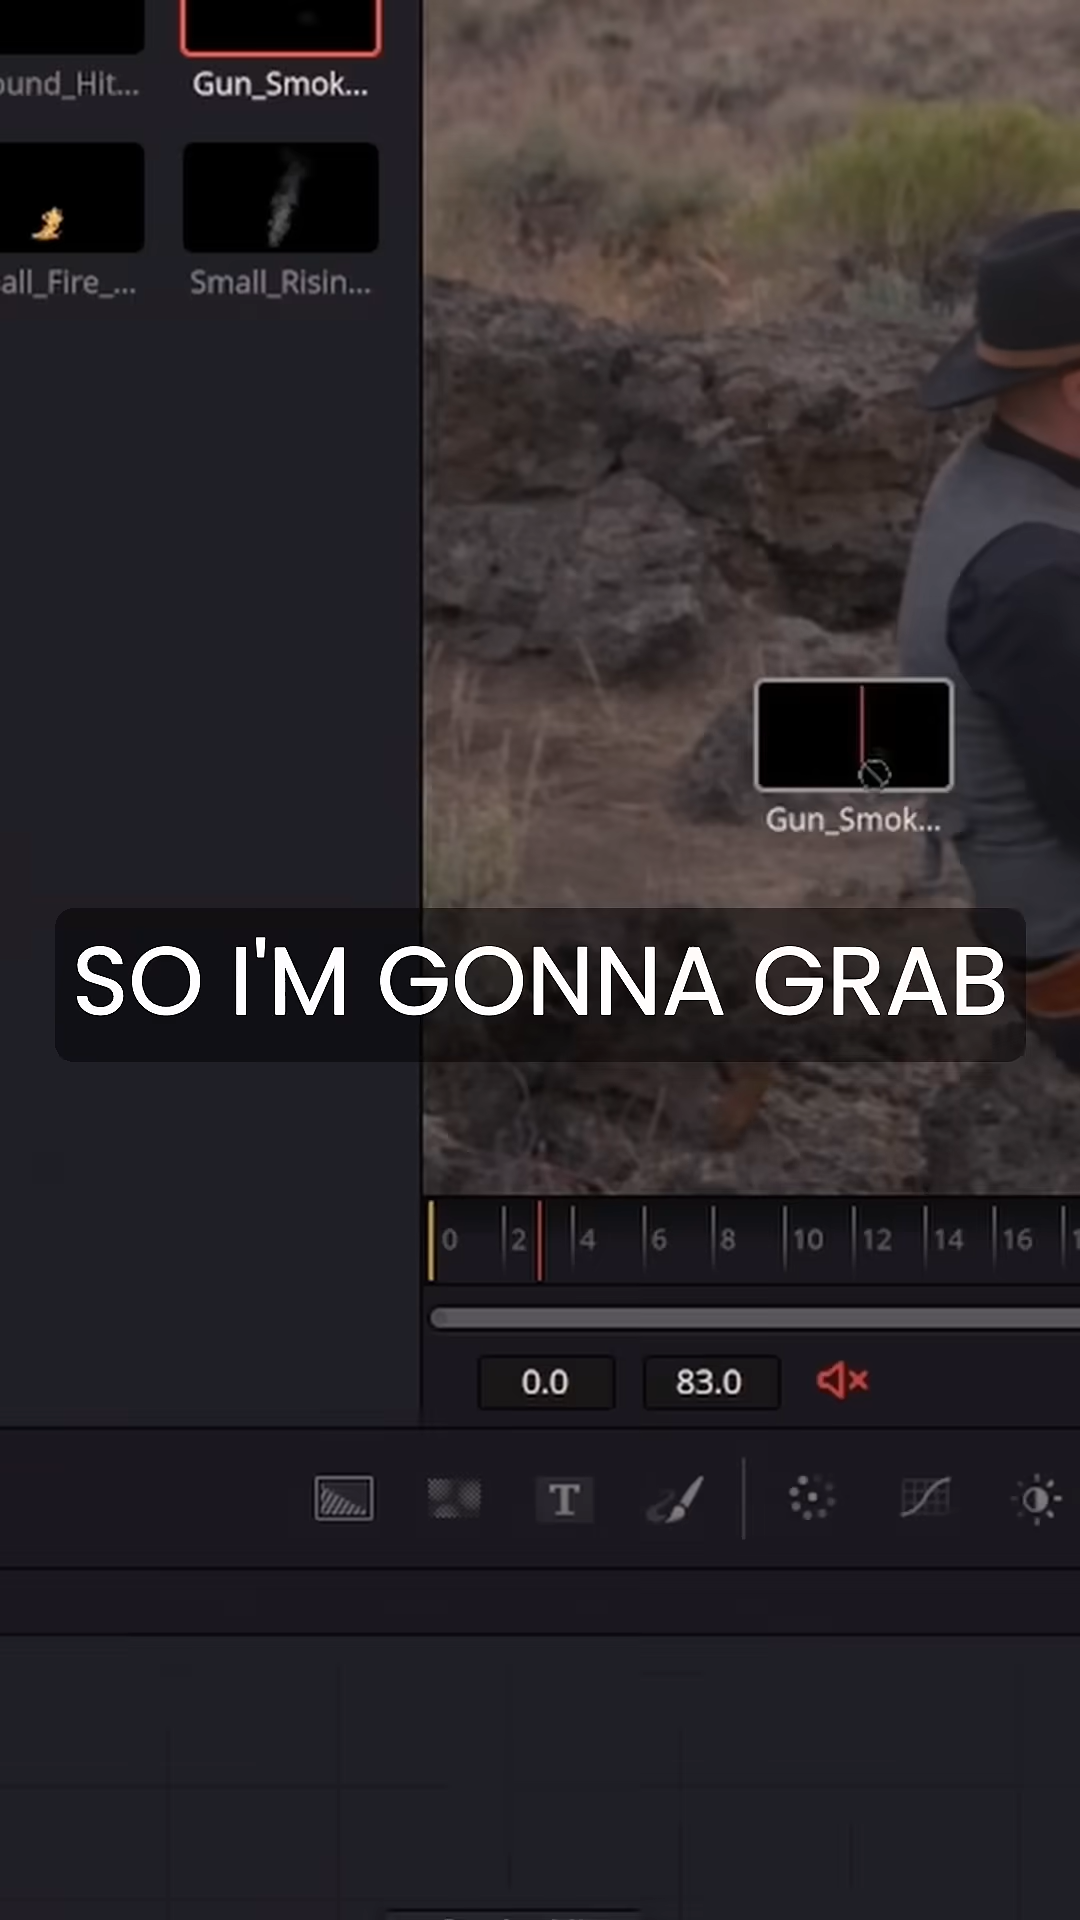 ound_Hit...
Gun_Smok...
all_Fire_...
Small_Risin...
Gun_Smok...
SO I'M GONNA GRAB
0 2 4 6 8 10 12 14 16
0.0 83.0
T